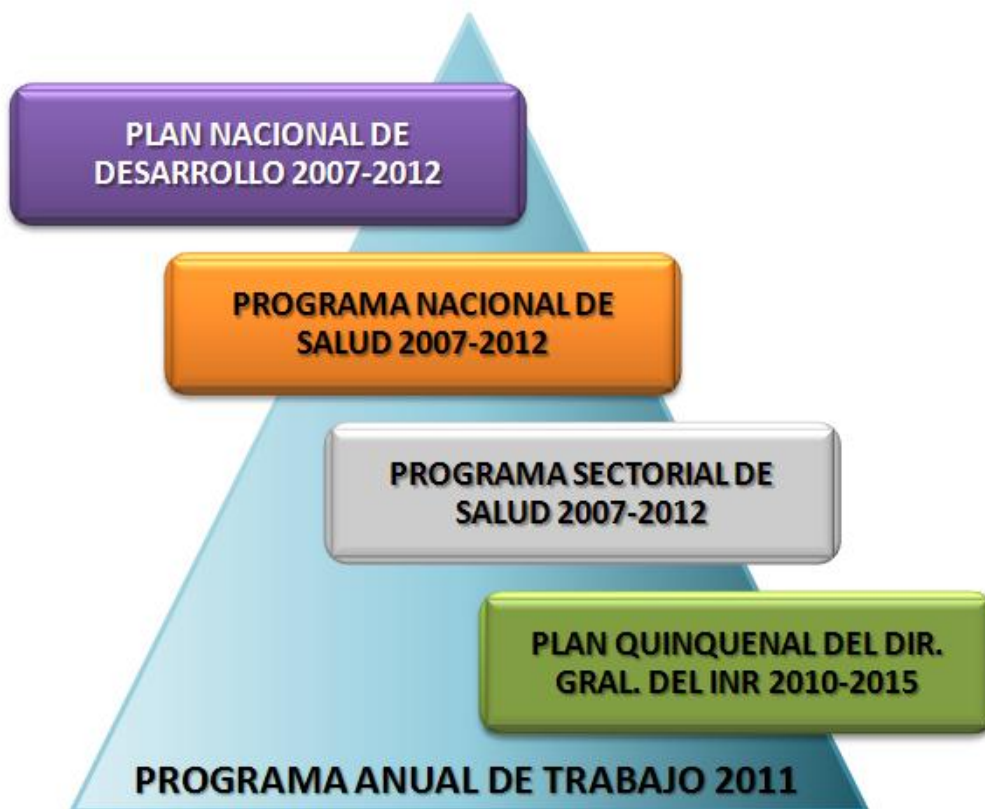 PLAN NACIONAL DE
DESARROLLO 2007-2012
PROGRAMA NACIONAL DE
SALUD 2007-2012
PROGRAMA SECTORIAL DE
SALUD 2007-2012
PLAN QUINQUENAL DEL DIR.
GRAL. DEL INR 2010-2015
PROGRAMA ANUAL DE TRABAJO 2011